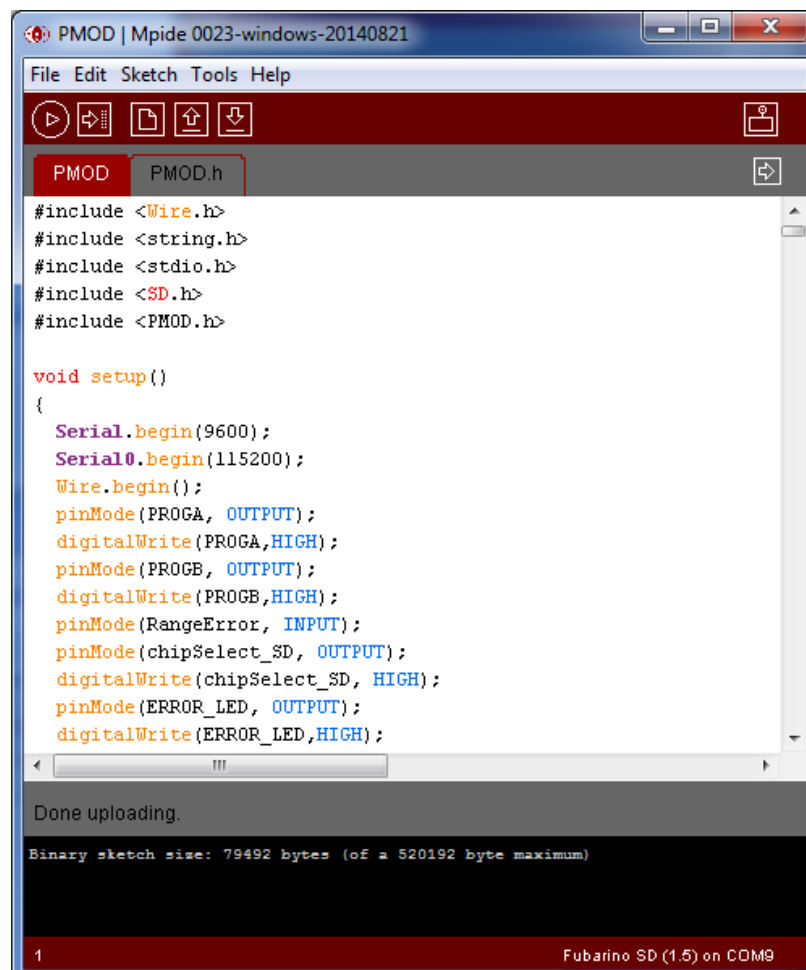 PMOD | Mpide 0023-windows-20140821
File Edit Sketch Tools Help
PMOD PMOD.h
#include <Wire.h>
#include <string.h>
#include <stdio.h>
#include <SD.h>
#include <PMOD.h>
void setup()
{
Serial.begin(9600);
Serial0.begin(115200);
Wire.begin();
pinMode(PROGA, OUTPUT);
digitalWrite(PROGA,HIGH);
pinMode(PROGB, OUTPUT);
digitalWrite(PROGB,HIGH);
pinMode(RangeError, INPUT);
pinMode(chipSelect_SD, OUTPUT);
digitalWrite(chipSelect_SD, HIGH);
pinMode(ERROR_LED, OUTPUT);
digitalWrite(ERROR_LED,HIGH);
Done uploading.
Binary sketch size: 79492 bytes (of a 520192 byte maximum)
1 Fubarino SD (1.5) on COM9